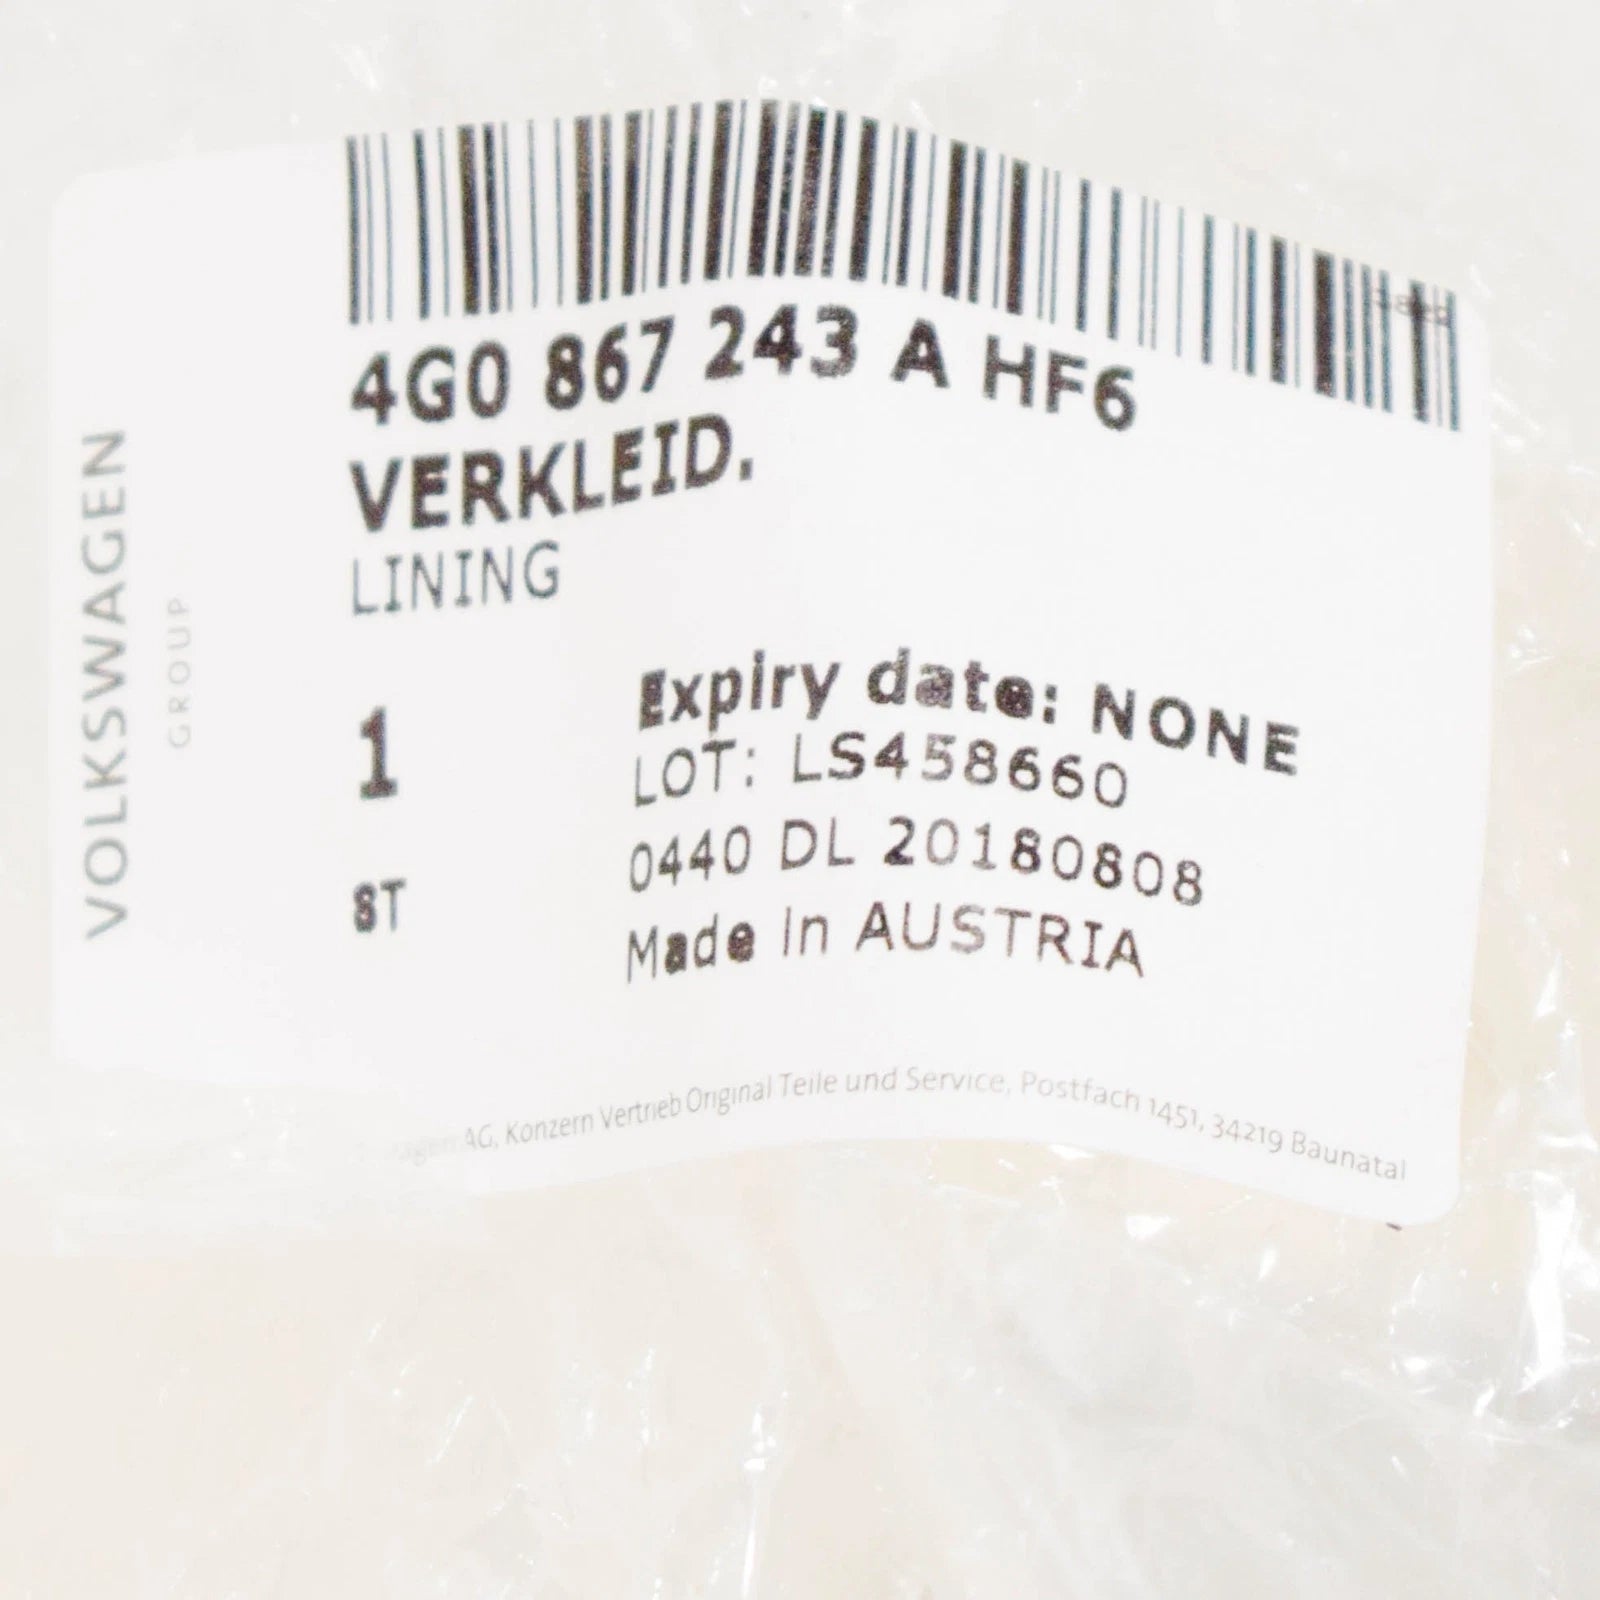 4G0 867 243 A HF6
VERKLEID.
LINING
VOLKSWAGEN
GROUP
1
ST
Expiry date: NONE
LOT: LS458660
0440 DL 20180808
Made in AUSTRIA
AG, Konzern Vertrieb Original Teile und Service, Postfach 1451, 34219 Baunatal